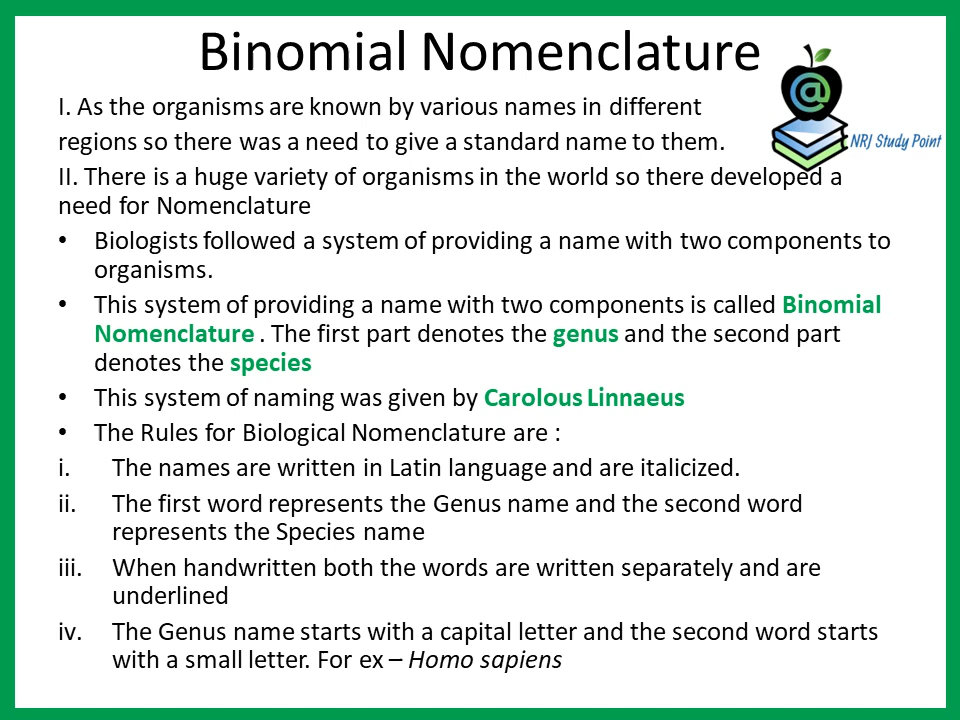 Binomial Nomenclature
I. As the organisms are known by various names in different
regions so there was a need to give a standard name to them.
@
NRJ Study Point
II. There is a huge variety of organisms in the world so there developed a
need for Nomenclature
• Biologists followed a system of providing a name with two components to
organisms.
• This system of providing a name with two components is called Binomial
Nomenclature . The first part denotes the genus and the second part
denotes the species
• This system of naming was given by Carolous Linnaeus
• The Rules for Biological Nomenclature are :
i. The names are written in Latin language and are italicized.
ii. The first word represents the Genus name and the second word
represents the Species name
iii. When handwritten both the words are written separately and are
underlined
iv. The Genus name starts with a capital letter and the second word starts
with a small letter. For ex – Homo sapiens